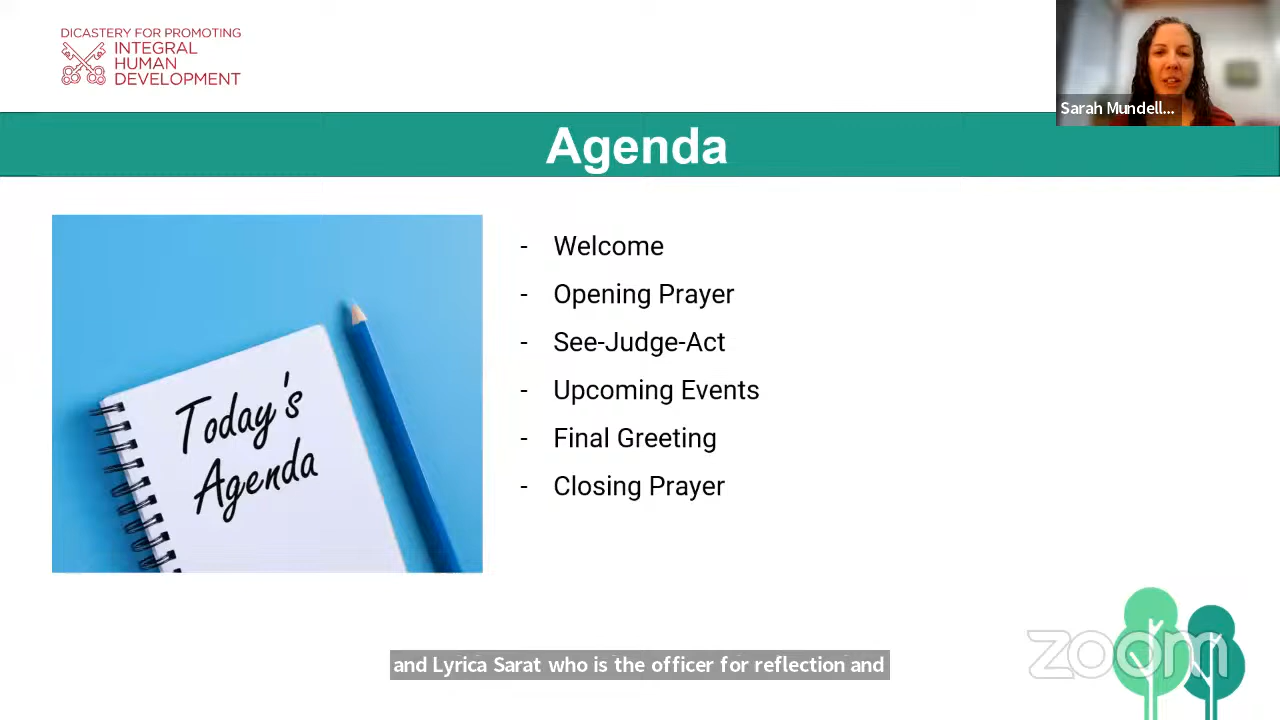 DICASTERY FOR PROMOTING
INTEGRAL
HUMAN
DEVELOPMENT
Sarah Mundell...
Agenda
- Welcome
- Opening Prayer
- See-Judge-Act
- Upcoming Events
- Final Greeting
- Closing Prayer
Today's
Agenda
and Lyrica Sarat who is the officer for reflection and
zoom